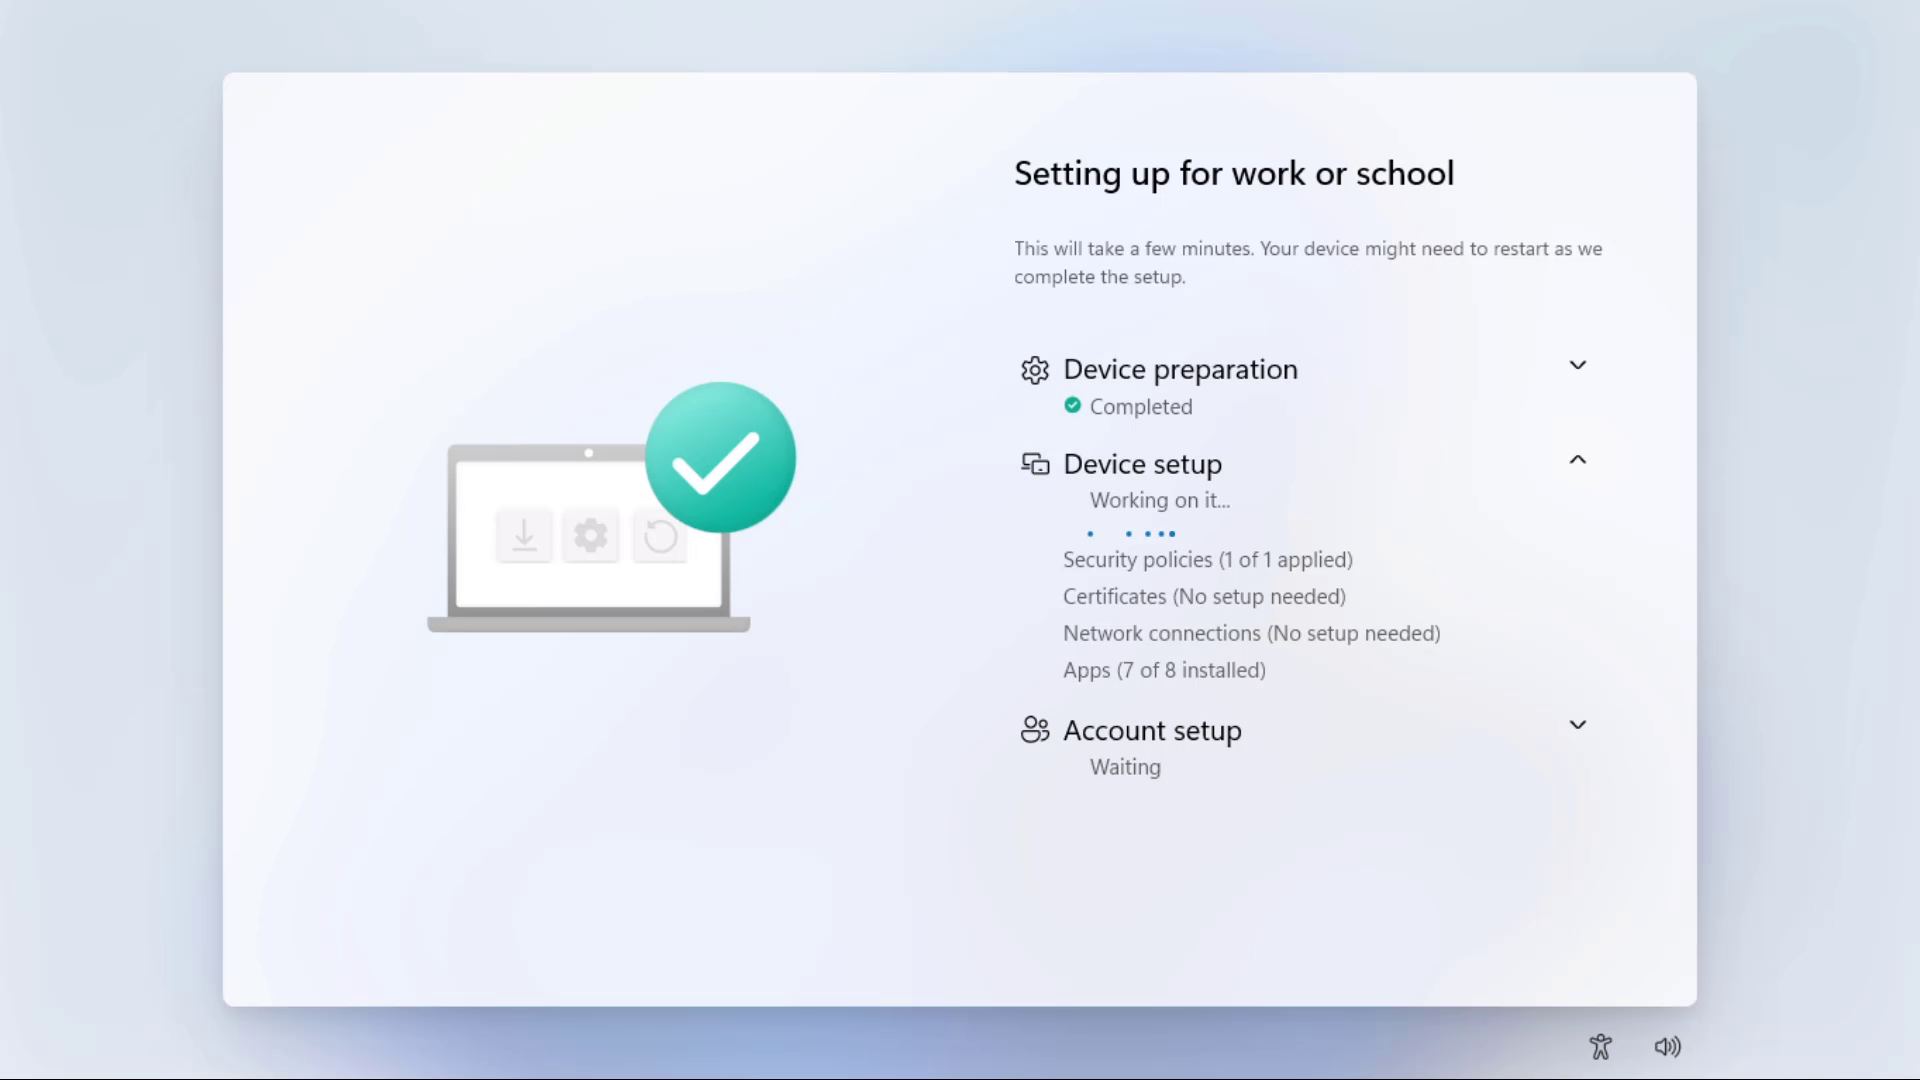 Setting up for work or school
This will take a few minutes. Your device might need to restart as we
complete the setup.
Device preparation
Completed
Device setup
Working on it...
Security policies (1 of 1 applied)
Certificates (No setup needed)
Network connections (No setup needed)
Apps (7 of 8 installed)
Account setup
Waiting